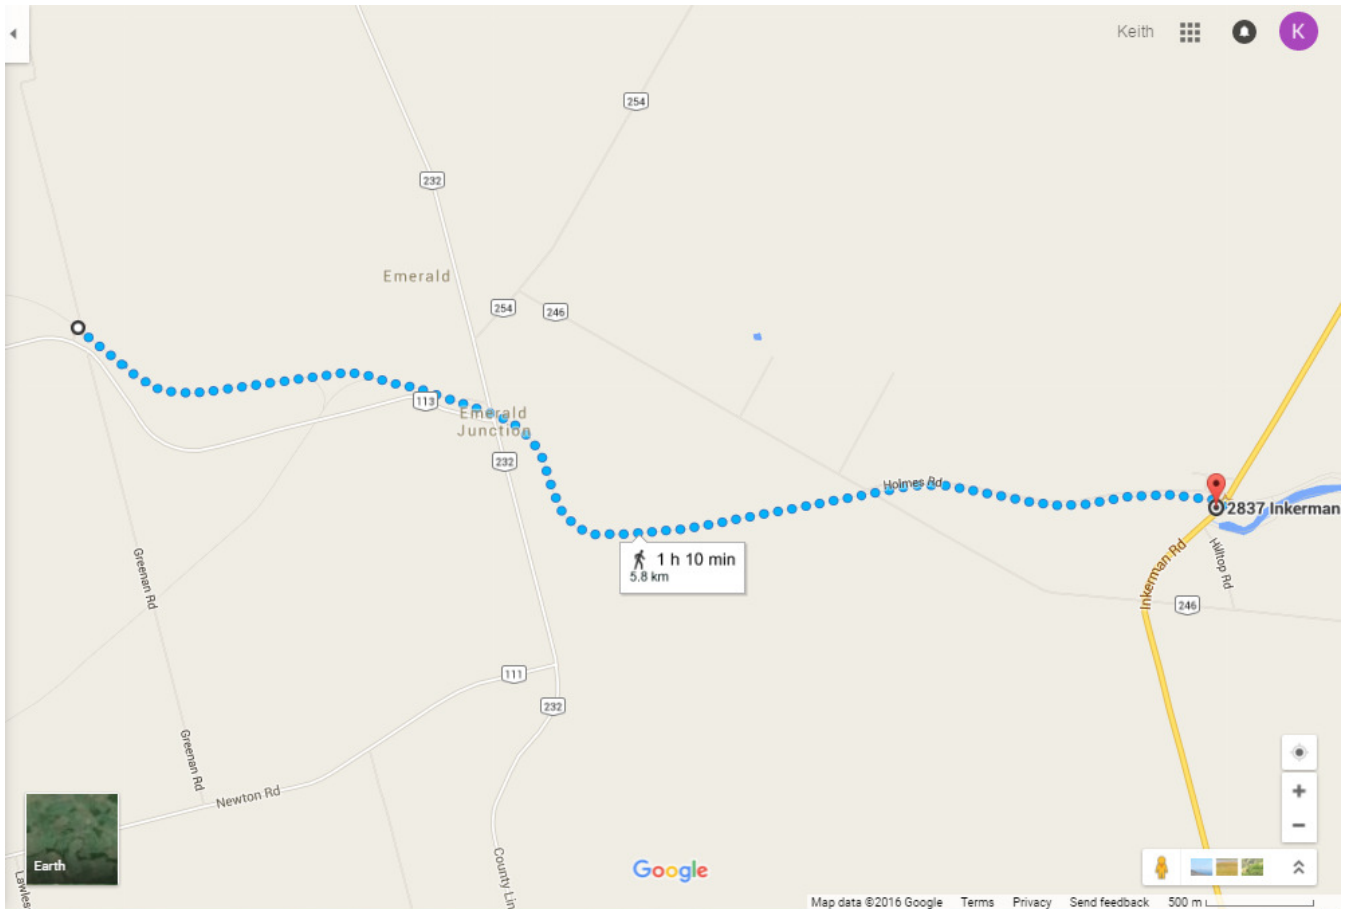 Keith
K
254
232
Emerald
254
246
113
Emerald
Junction
232
Holmes Rd
2837 Inkerman
1 h 10 min
5.8 km
Greenan Rd
Inkerman Rd
Hilltop Rd
246
111
232
Greenan Rd
Newton Rd
County Lin
Earth
Lawles
Google
Map data ©2016 Google Terms Privacy Send feedback 500 m